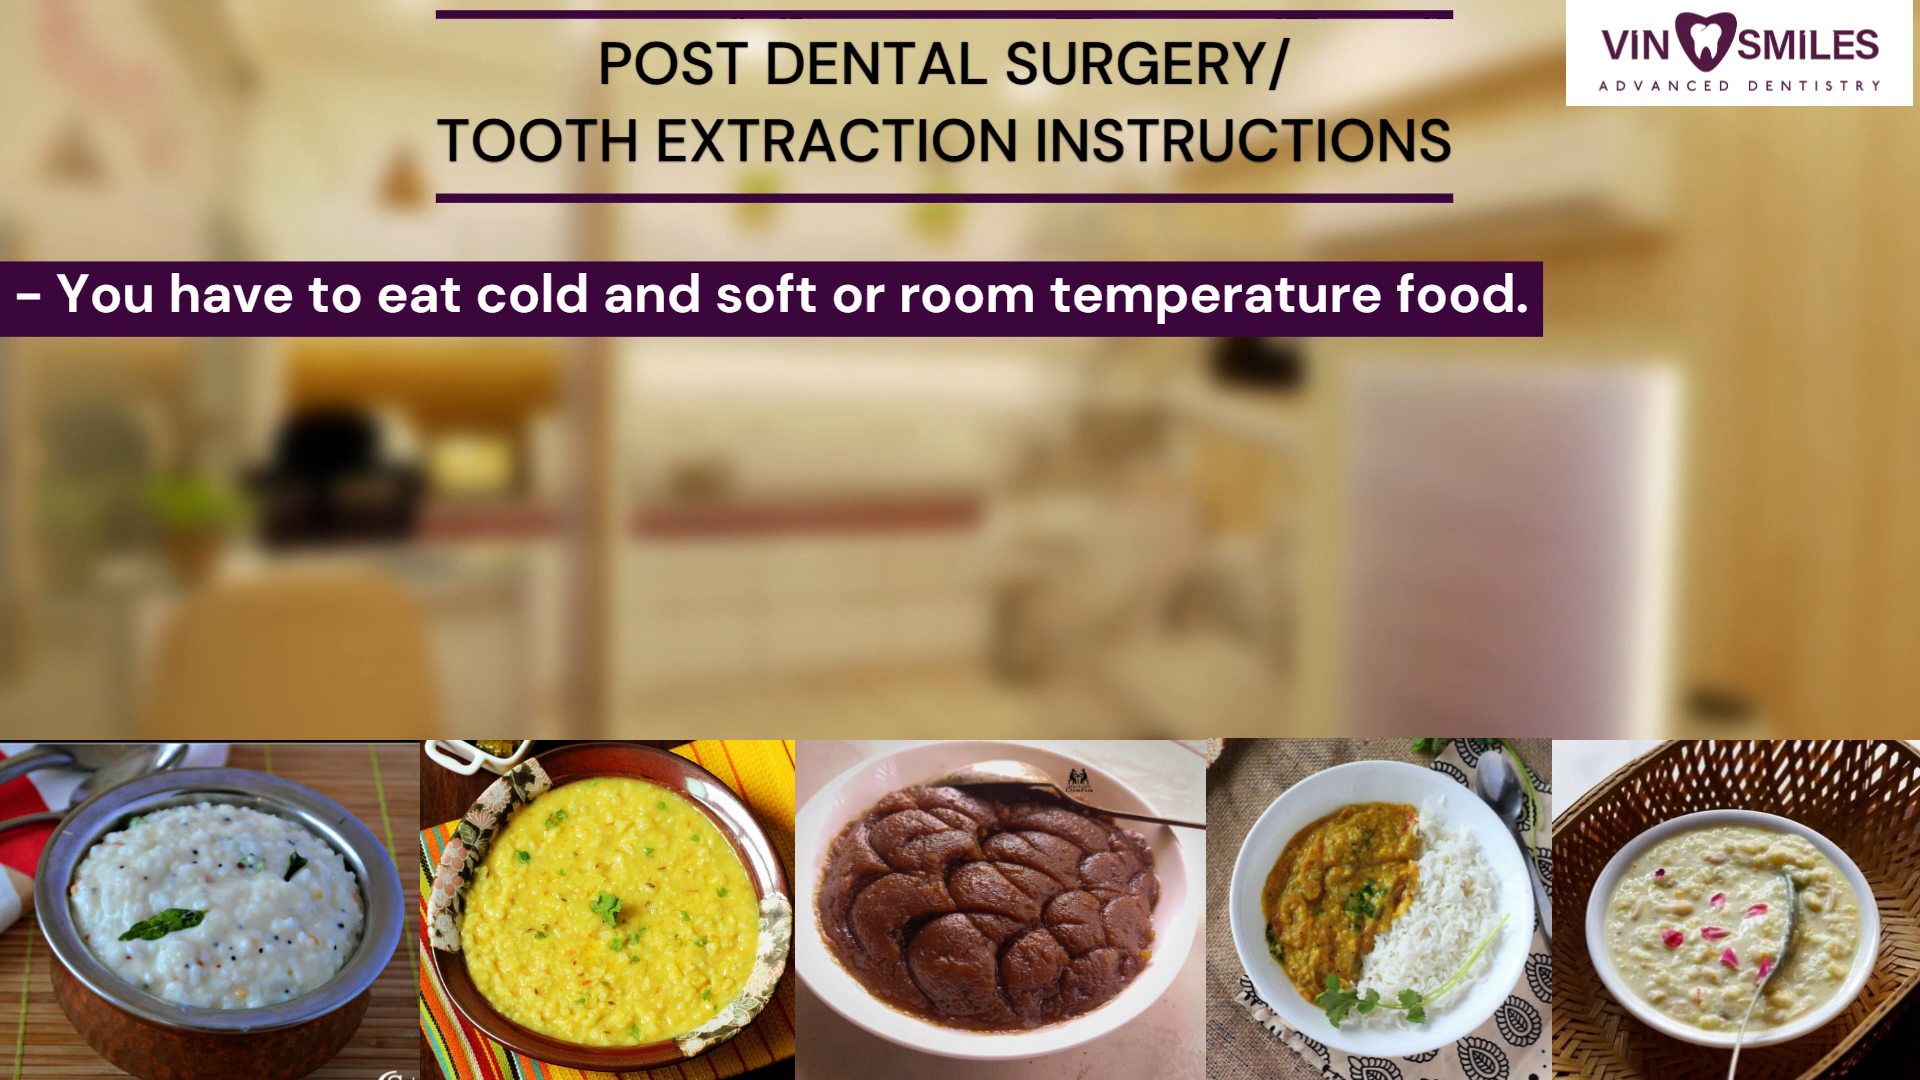 POST DENTAL SURGERY/
TOOTH EXTRACTION INSTRUCTIONS
VIN SMILES
ADVANCED DENTISTRY
- You have to eat cold and soft or room temperature food.